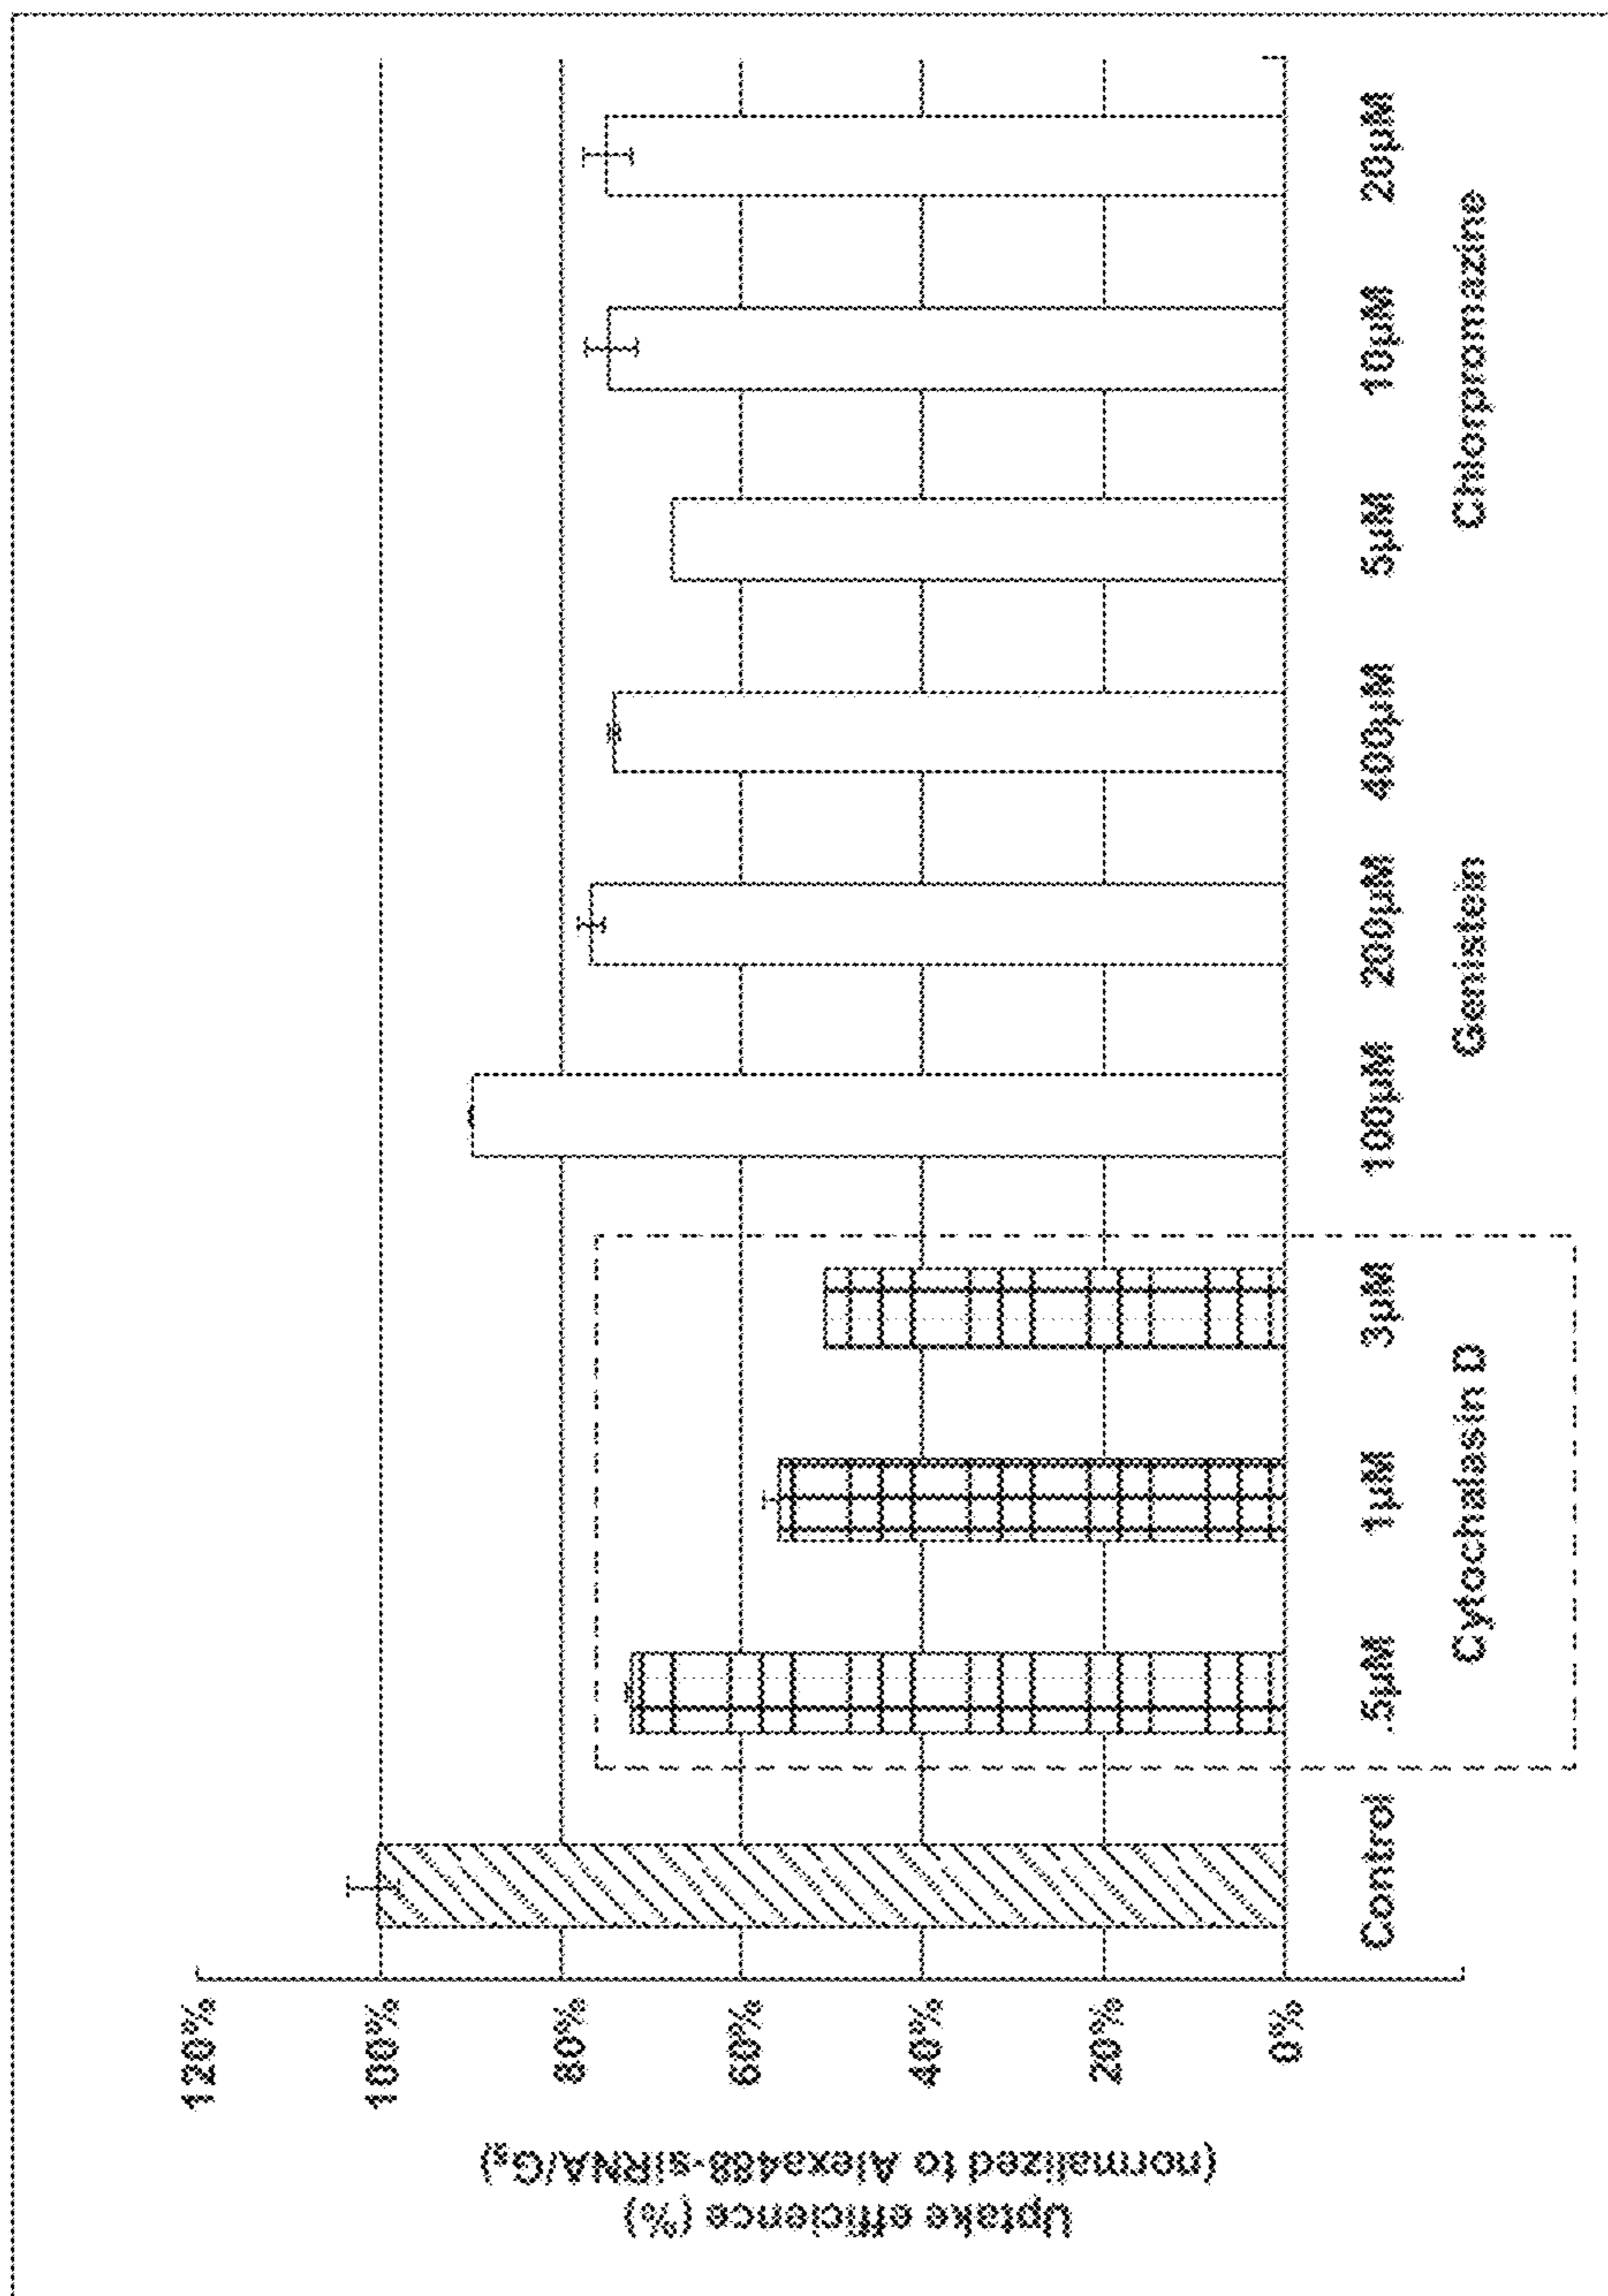 Uptake efficience (%)
(normalized to Alexa488-siRNA/G₅)
120%
100%
80%
60%
40%
20%
0%
Control .5µM 1µM 3µM 100µM 200µM 400µM 5µM 10µM 20µM
Cytochalasin D Genistein Chlorpromazine